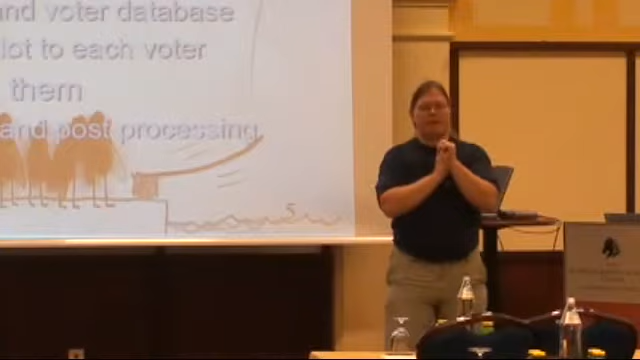 and voter database
lot to each voter
them
and post processing
5